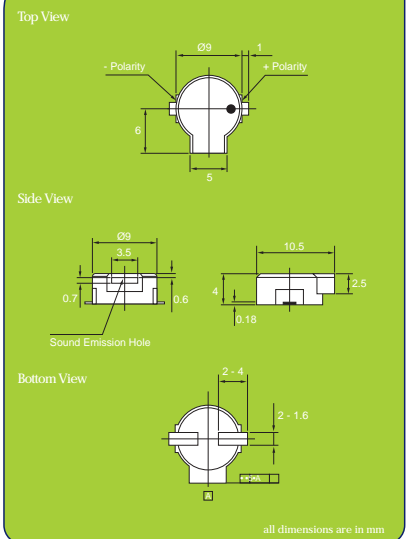 Top View
Ø9
1
- Polarity
+ Polarity
6
5
Side View
Ø9
3.5
10.5
0.7
0.6
4
2.5
0.18
Sound Emission Hole
Bottom View
2 - 4
2 - 1.6
A
A
all dimensions are in mm